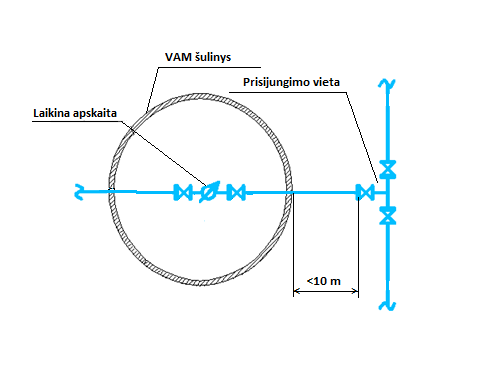 VAM šulinys
Prisijungimo vieta
Laikina apskaita
<10 m